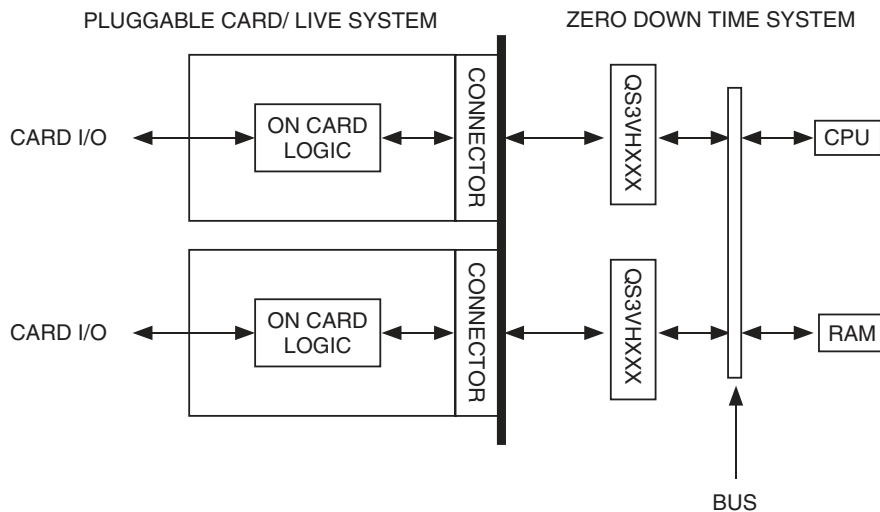 PLUGGABLE CARD/ LIVE SYSTEM
ZERO DOWN TIME SYSTEM
CARD I/O
ON CARD
LOGIC
CONNECTOR
QS3VHXXX
CPU
CARD I/O
ON CARD
LOGIC
CONNECTOR
QS3VHXXX
RAM
BUS